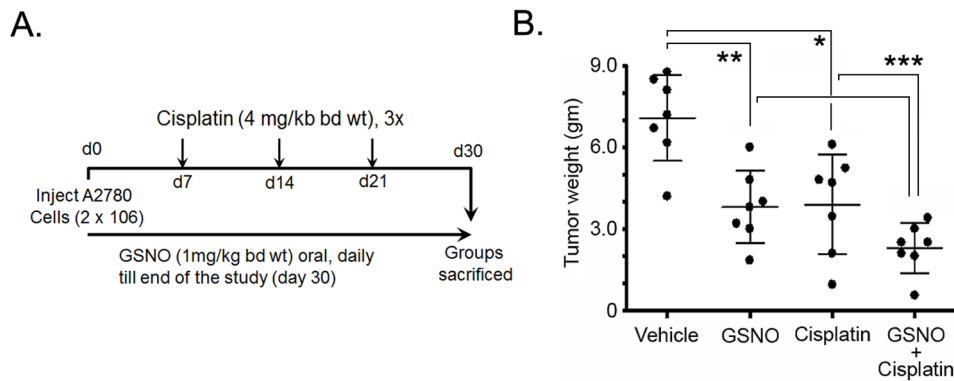 A.
Cisplatin (4 mg/kb bd wt), 3x
d0
d30
d7
d14
d21
Inject A2780
Cells (2 x 106)
GSNO (1mg/kg bd wt) oral, daily
till end of the study (day 30)
Groups
sacrificed
B.
*
**
***
9.0
6.0
3.0
0
Tumor weight (gm)
Vehicle
GSNO
Cisplatin
GSNO
+
Cisplatin